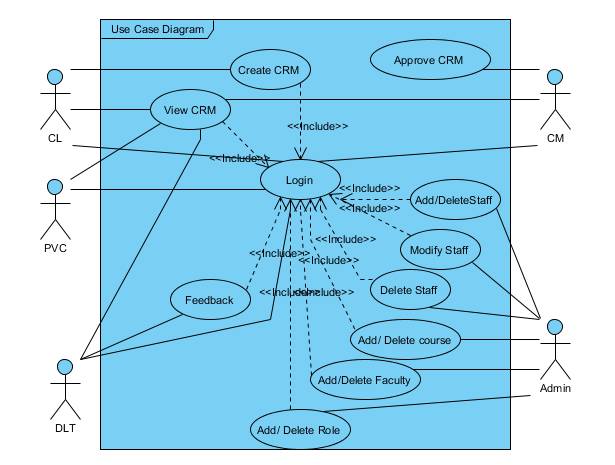 Use Case Diagram
Approve CRM
Create CRM
View CRM
CL
CM
<<Include>>
<<Include>>
Login
<<Include>>
Add/DeleteStaff
<<Include>>
PVC
<<Include>>
Modify Staff
<<Include>>
<<Include>>
<<Include>>
<<Include>>
Delete Staff
Feedback
Add/ Delete course
Add/Delete Faculty
Admin
DLT
Add/ Delete Role